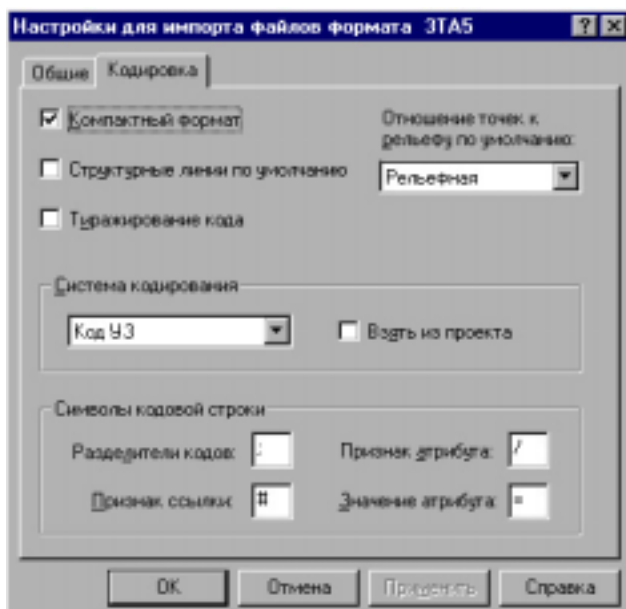 Настройки для импорта файлов формата 3ТА5
Общие
Кодировка
Компактный формат
Отношение точек к
рельефу по умолчанию:
Структурные линии по умолчанию
Рельефная
Тиражирование кода
Система кодирования
Код УЗ
Взять из проекта
Символы кодовой строки
Разделители кодов: ;
Признак атрибута: /
Признак ссылки: #
Значение атрибута: =
ОК
Отмена
Применить
Справка